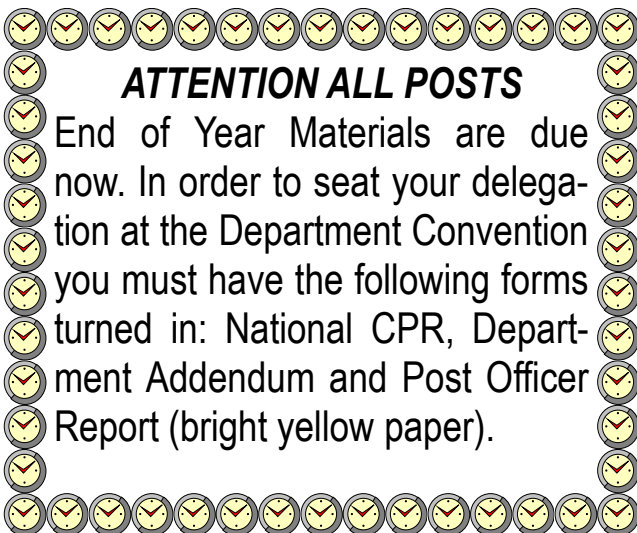 ATTENTION ALL POSTS
End of Year Materials are due
now. In order to seat your delega-
tion at the Department Convention
you must have the following forms
turned in: National CPR, Depart-
ment Addendum and Post Officer
Report (bright yellow paper).